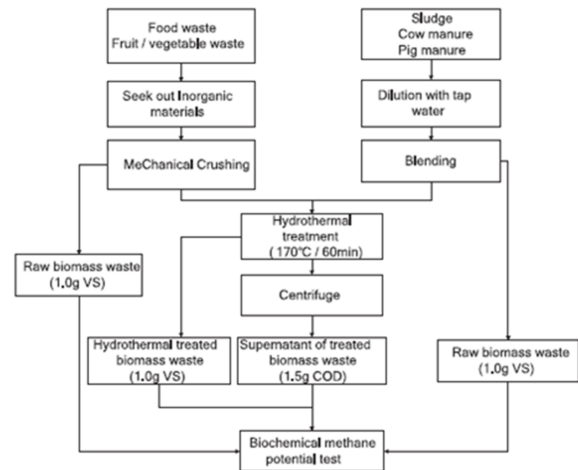 Food waste
Fruit / vegetable waste
Sludge
Cow manure
Pig manure
Seek out Inorganic
materials
Dilution with tap
water
MeChanical Crushing
Blending
Hydrothermal
treatment
( 170℃ / 60min)
Raw biomass waste
(1.0g VS)
Centrifuge
Hydrothermal treated
biomass waste
(1.0g VS)
Supernatant of treated
biomass waste
(1.5g COD)
Raw biomass waste
(1.0g VS)
Biochemical methane
potential test